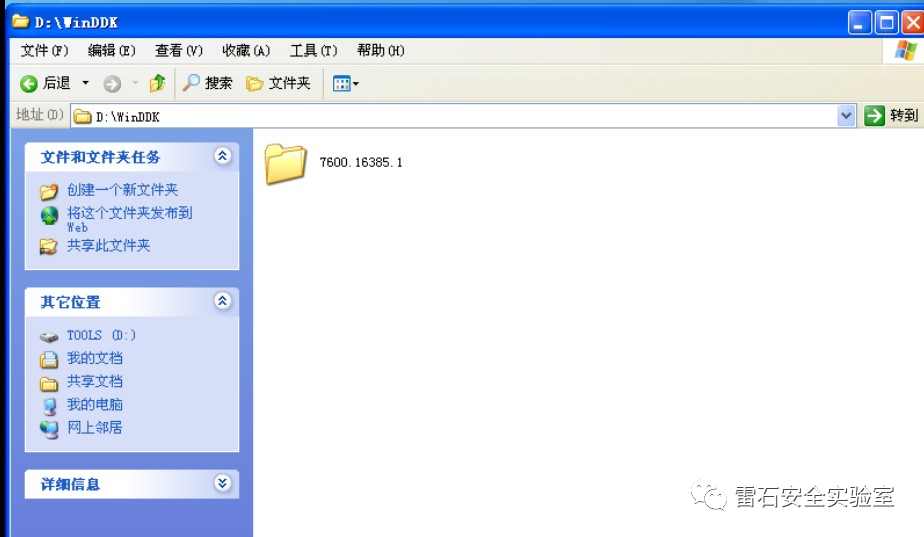 D:\WinDDK
文件(F) 编辑(E) 查看(V) 收藏(A) 工具(T) 帮助(H)
后退 搜索 文件夹
地址(D) D:\WinDDK 转到
文件和文件夹任务
创建一个新文件夹
将这个文件夹发布到
Web
共享此文件夹
其它位置
TOOLS (D:)
我的文档
共享文档
我的电脑
网上邻居
详细信息
7600.16385.1
雷石安全实验室